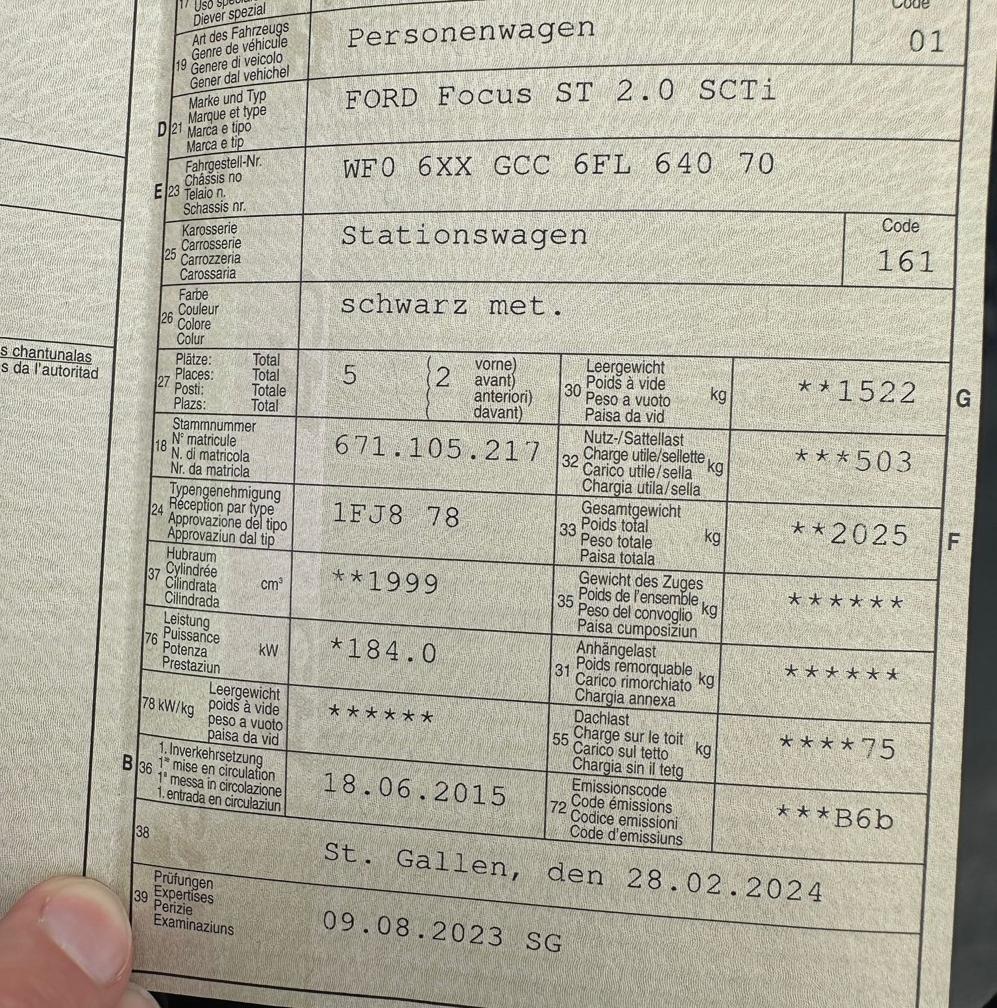 17 Uso
Diever spezial
Code
19 Art des Fahrzeugs
Genre de véhicule
Genere di veicolo
Gener dal vehichel
Personenwagen
01
D 21 Marke und Typ
Marque et type
Marca e tipo
Marca e tip
FORD Focus ST 2.0 SCTi
E 23 Fahrgestell-Nr.
Châssis no
Telaio n.
Schassis nr.
WF0 6XX GCC 6FL 640 70
25 Karosserie
Carrosserie
Carrozzeria
Carossaria
Stationswagen
Code
161
26 Farbe
Couleur
Colore
Colur
schwarz met.
s chantunalas
s da l'autoritad
27 Plätze: Total
Places: Total
Posti: Totale
Plazs: Total
5 (2 vorne)
avant)
anteriori)
davant)
30 Leergewicht
Poids à vide
Peso a vuoto
Paisa da vid
kg
**1522
G
18 Stammnummer
N° matricule
N. di matricola
Nr. da matricla
671.105.217
32 Nutz-/Sattellast
Charge utile/sellette
Carico utile/sella
Chargia utila/sella
kg
***503
24 Typengenehmigung
Réception par type
Approvazione del tipo
Approvaziun dal tip
1FJ8 78
33 Gesamtgewicht
Poids total
Peso totale
Paisa totala
kg
**2025
F
37 Hubraum
Cylindrée
Cilindrata
Cilindrada
cm³
**1999
35 Gewicht des Zuges
Poids de l'ensemble
Peso del convoglio
Paisa cumposiziun
kg
******
76 Leistung
Puissance
Potenza
Prestaziun
kW
*184.0
31 Anhängelast
Poids remorquable
Carico rimorchiato
Chargia annexa
kg
******
78 kW/kg Leergewicht
poids à vide
peso a vuoto
paisa da vid
******
55 Dachlast
Charge sur le toit
Carico sul tetto
Chargia sin il tetg
kg
****75
B 36 1. Inverkehrsetzung
1re mise en circulation
1a messa in circolazione
1. entrada en circulaziun
18.06.2015
72 Emissionscode
Code émissions
Codice emissioni
Code d'emissiuns
***B6b
38
St. Gallen, den 28.02.2024
39 Prüfungen
Expertises
Perizie
Examinaziuns
09.08.2023 SG